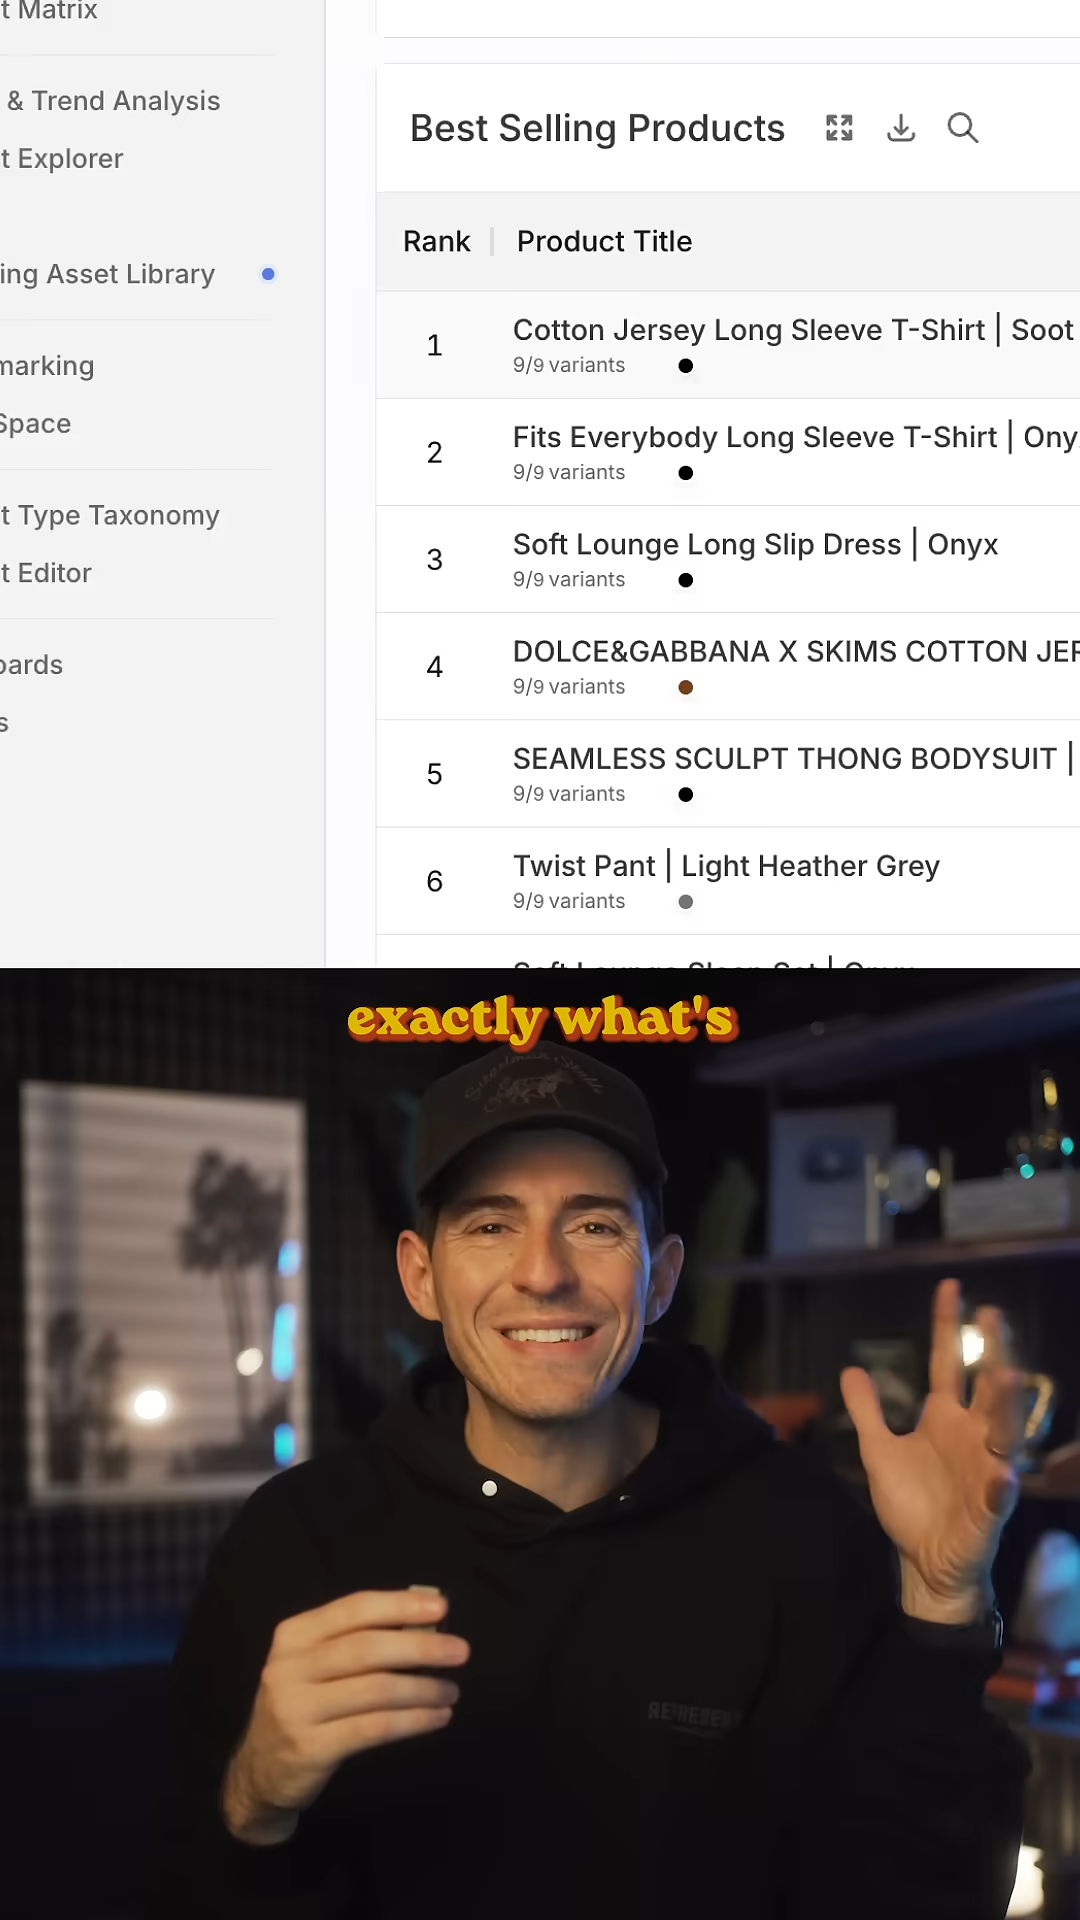 t Matrix
& Trend Analysis
t Explorer
ing Asset Library
marking
Space
t Type Taxonomy
t Editor
oards
s
Best Selling Products
Rank
Product Title
1
Cotton Jersey Long Sleeve T-Shirt | Soot
9/9 variants
2
Fits Everybody Long Sleeve T-Shirt | Ony
9/9 variants
3
Soft Lounge Long Slip Dress | Onyx
9/9 variants
4
DOLCE&GABBANA X SKIMS COTTON JER
9/9 variants
5
SEAMLESS SCULPT THONG BODYSUIT |
9/9 variants
6
Twist Pant | Light Heather Grey
9/9 variants
exactly what's